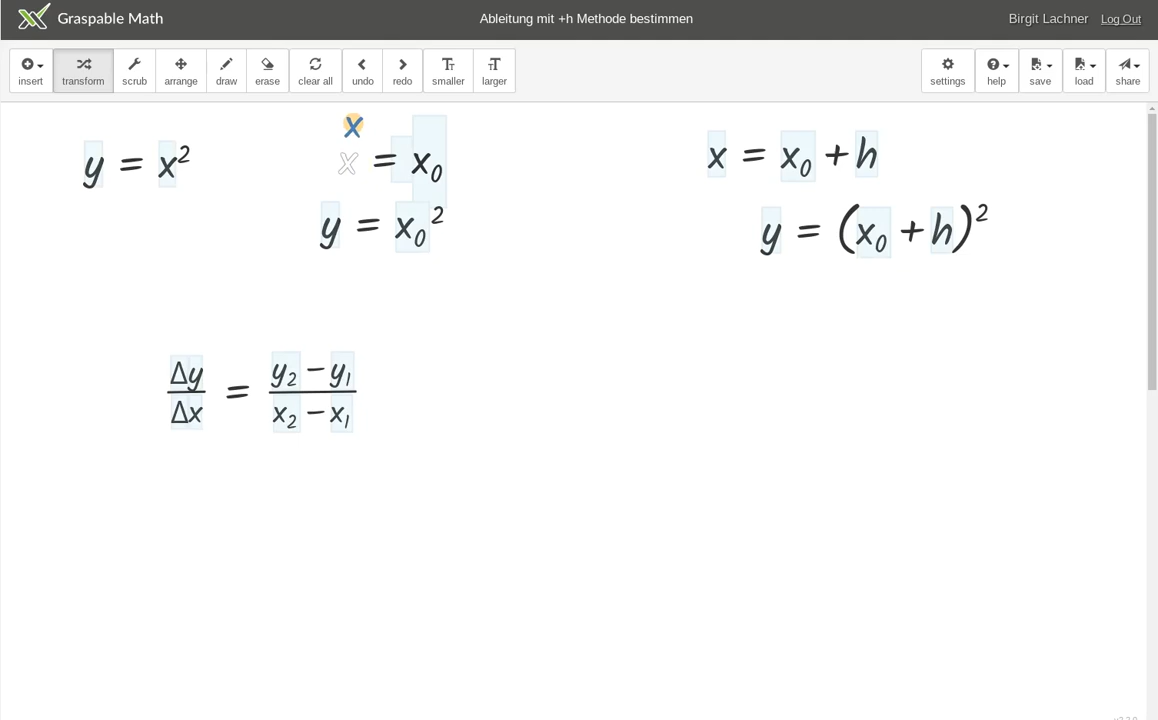 Graspable Math
Ableitung mit +h Methode bestimmen
Birgit Lachner Log Out
insert transform scrub arrange draw erase clear all undo redo smaller larger settings help save load share
x
y = x²
x = x₀
x = x₀ + h
y = x₀²
y = (x₀ + h)²
Δy/Δx = (y₂ − y₁)/(x₂ − x₁)